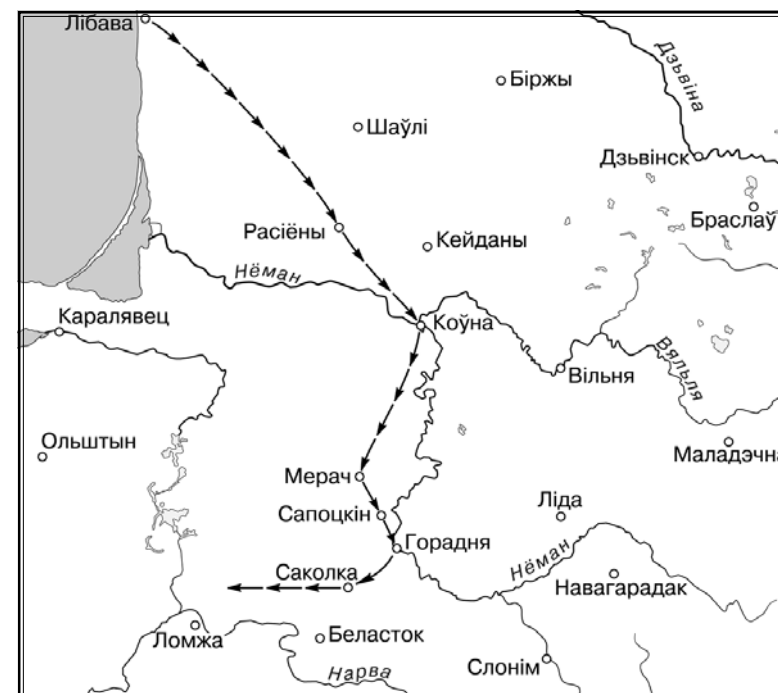 Лібава
Дзьвіна
Біржы
Шаўлі
Дзьвінск
Браслаў
Расіёны
Кейданы
Нёман
Каралявец
Коўна
Вільня
Вяльля
Ольштын
Маладэчна
Мерач
Ліда
Сапоцкін
Горадня
Нёман
Саколка
Навагарадак
Ломжа
Беласток
Слонім
Нарва